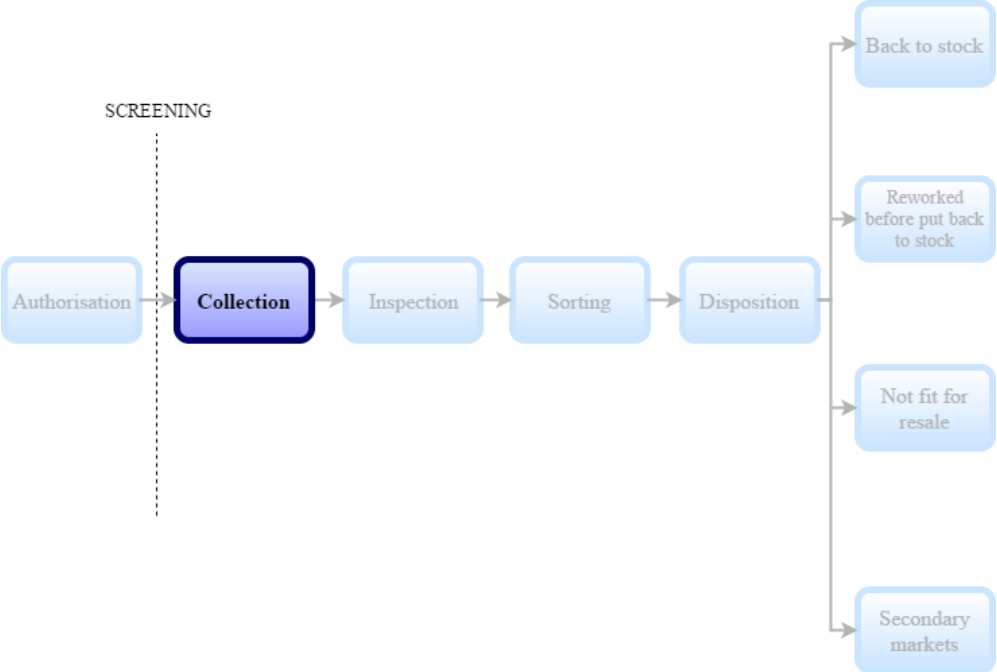 SCREENING
Authorisation
Collection
Inspection
Sorting
Disposition
Back to stock
Reworked
before put back
to stock
Not fit for
resale
Secondary
markets